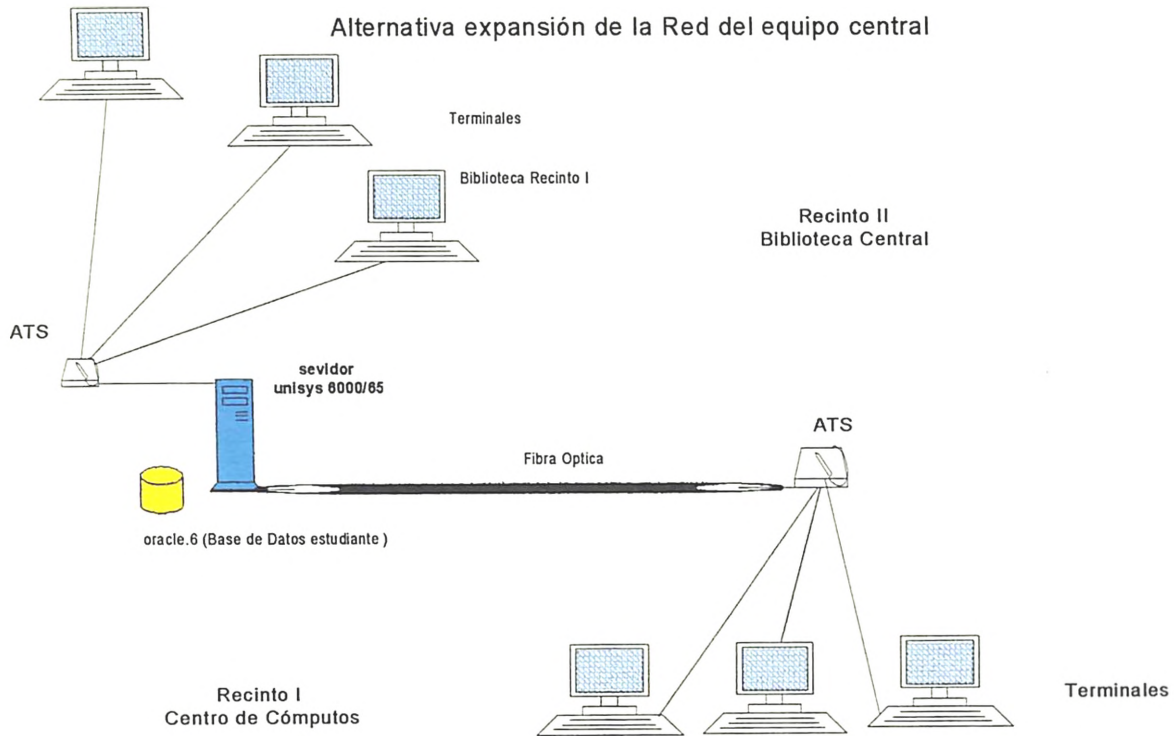 Alternativa expansión de la Red del equipo central
Terminales
Biblioteca Recinto I
Recinto II
Biblioteca Central
ATS
sevidor
unisys 6000/65
ATS
Fibra Optica
oracle.6 (Base de Datos estudiante )
Recinto I
Centro de Cómputos
Terminales